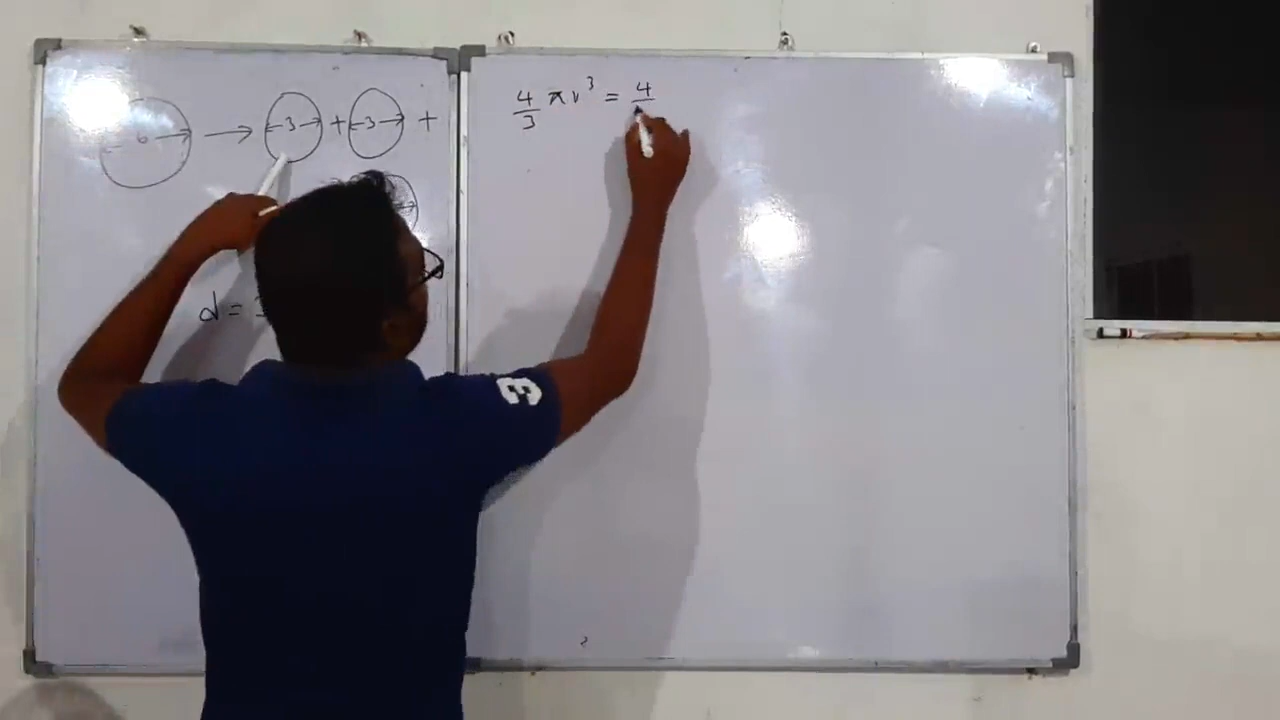 6 → 3 + 3 +
d =
4/3 πr³ = 4
3